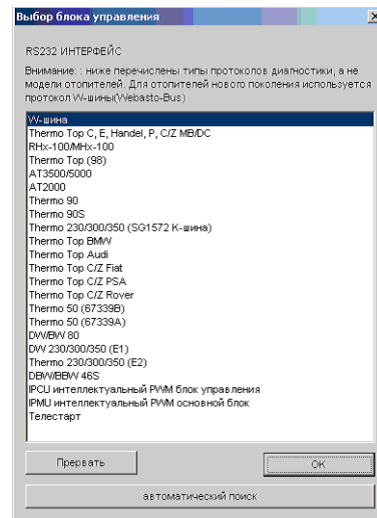 Выбор блока управления
RS232 ИНТЕРФЕЙС
Внимание: : ниже перечислены типы протоколов диагностики, а не
модели отопителей. Для отопителей нового поколения используется
протокол W-шины(Webasto-Bus)
W-шина
Thermo Top C, E, Handel, P, C/Z MB/DC
RHx-100/MHx-100
Thermo Top (98)
AT3500/5000
AT2000
Thermo 90
Thermo 90S
Thermo 230/300/350 (SG1572 К-шина)
Thermo Top BMW
Thermo Top Audi
Thermo Top C/Z Fiat
Thermo Top C/Z PSA
Thermo Top C/Z Rover
Thermo 50 (67339B)
Thermo 50 (67339A)
DW/BW 80
DW 230/300/350 (E1)
Thermo 230/300/350 (E2)
DBW/BBW 46S
IPCU интеллектуальный PWM блок управления
IPMU интеллектуальный PWM основной блок
Телестарт
Прервать
OK
автоматический поиск